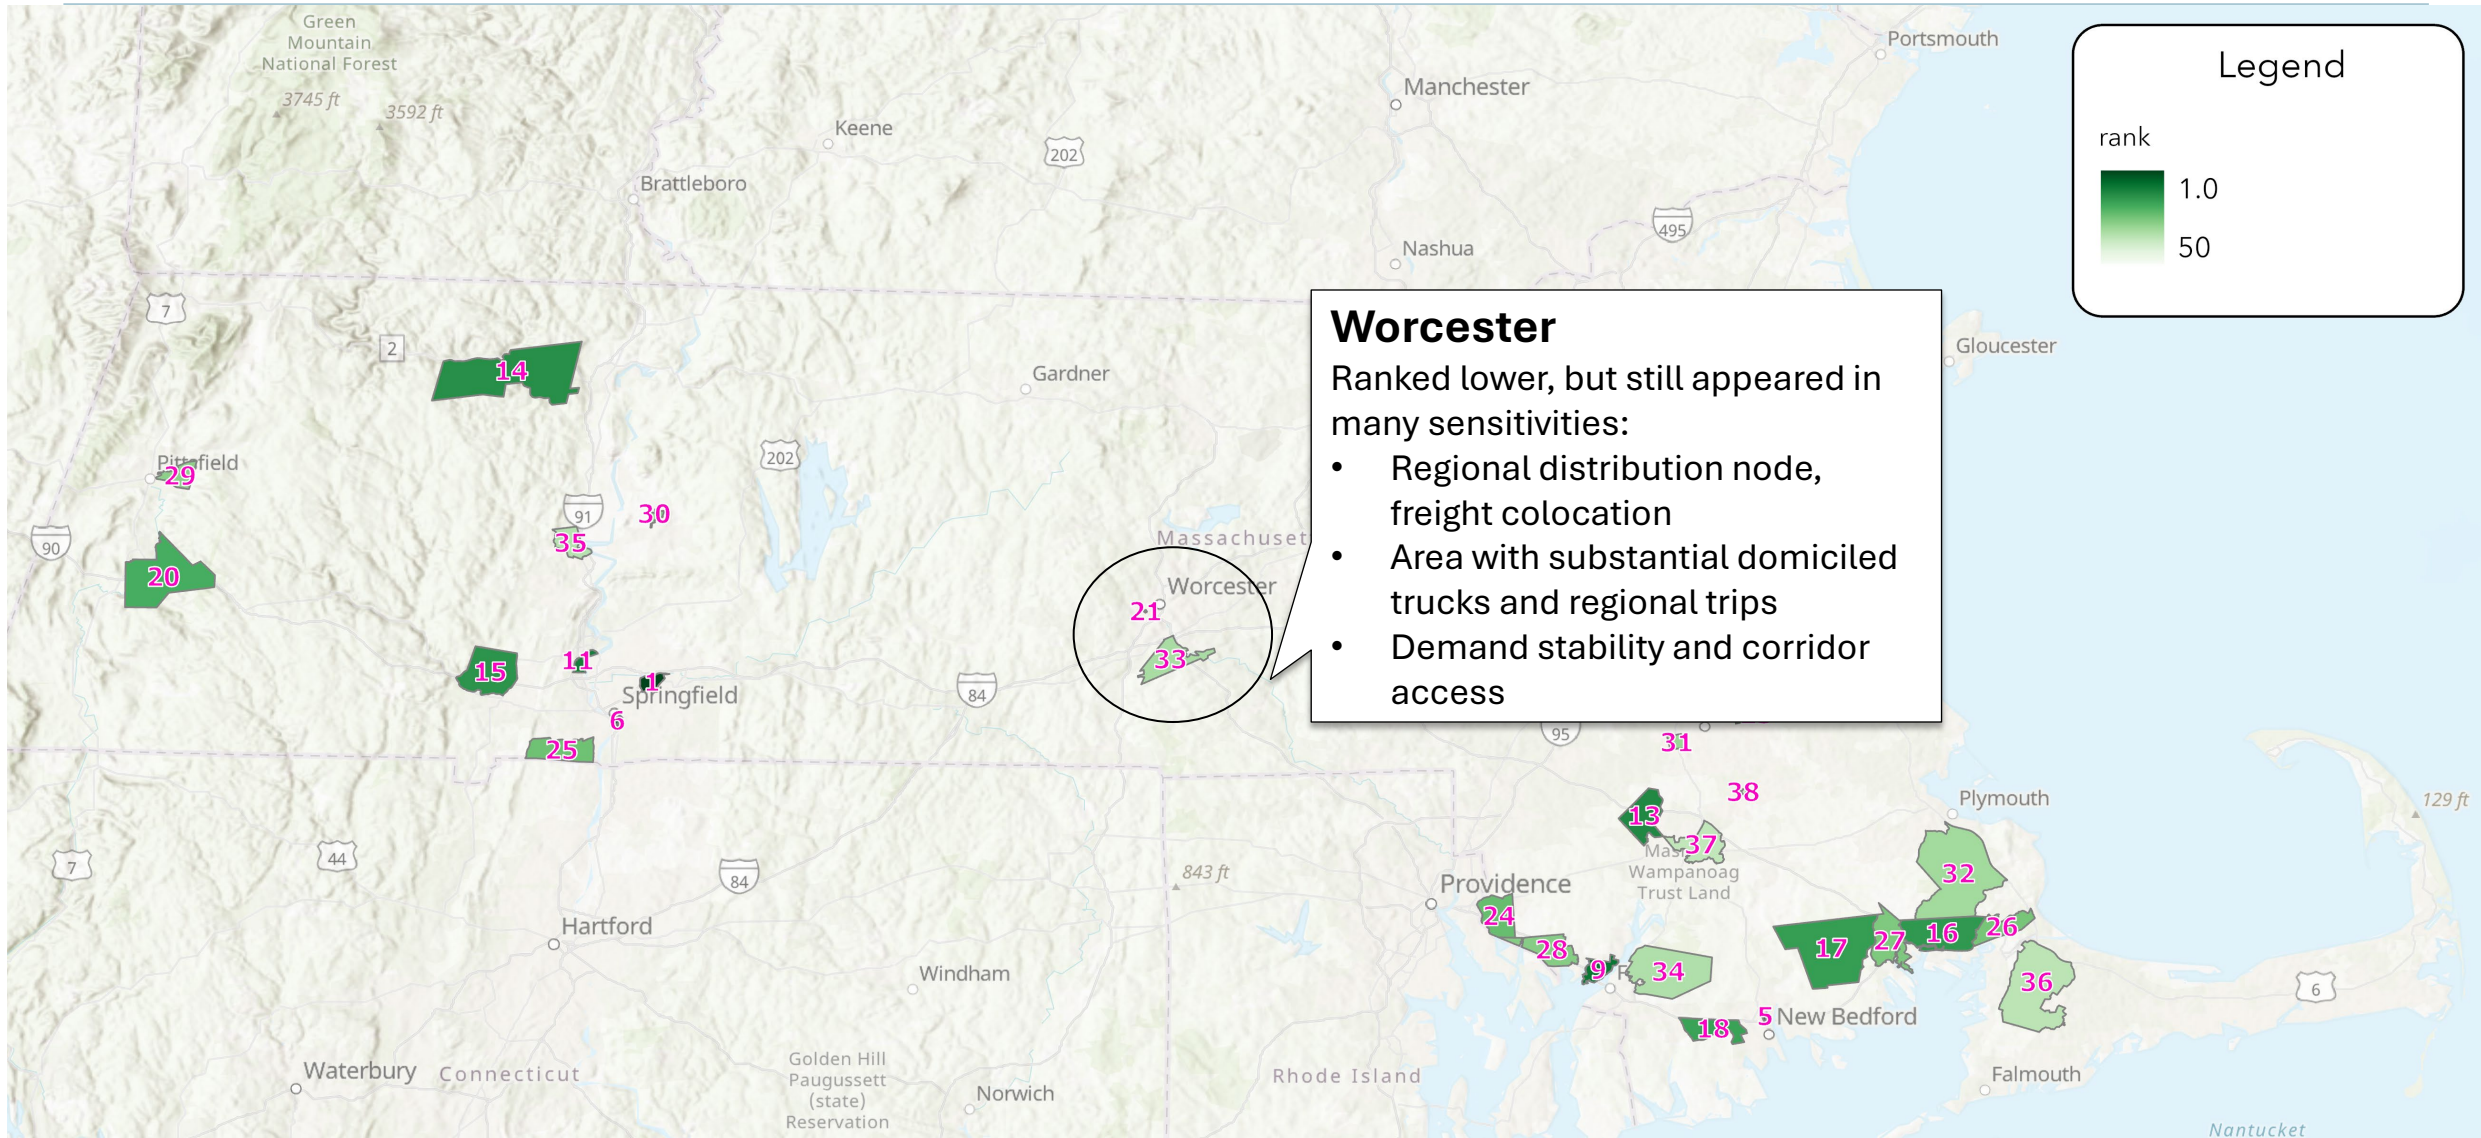 Green
Mountain
National Forest
3745 ft
3592 ft
Keene
Manchester
Portsmouth
Legend
rank
1.0
50
202
Brattleboro
495
Nashua
7
2
14
Gardner
Gloucester
Worcester
Ranked lower, but still appeared in
many sensitivities:
• Regional distribution node,
freight colocation
• Area with substantial domiciled
trucks and regional trips
• Demand stability and corridor
access
Pittsfield
29
202
91
30
35
90
20
Massachuset
Worcester
21
33
15
11
1
Springfield
6
84
25
95
31
38
13
37
Wampanoag
Trust Land
Plymouth
129 ft
7
44
84
843 ft
Providence
24
28
9
34
32
17
27
16
26
36
6
Hartford
Windham
18
5
New Bedford
Waterbury
Connecticut
Golden Hill
Paugussett
(state)
Reservation
Norwich
Rhode Island
Falmouth
Nantucket